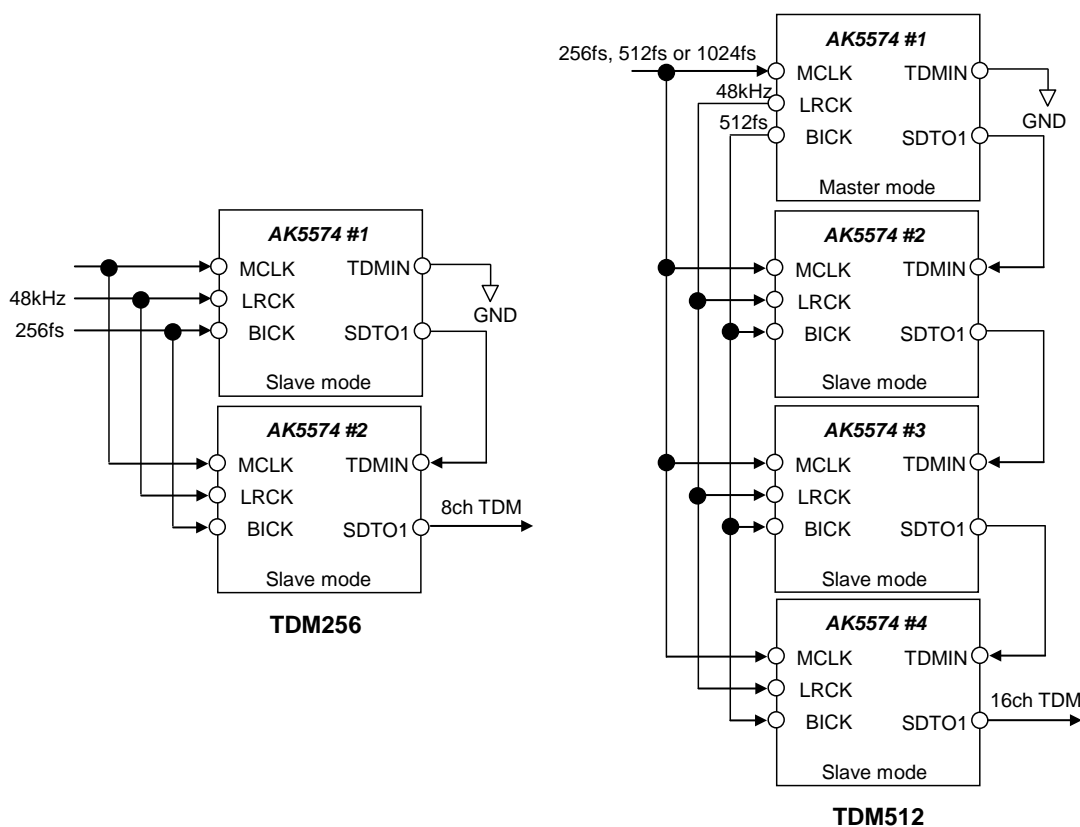 AK5574 #1
MCLK TDMIN
48kHz LRCK
GND
256fs BICK SDTO1
Slave mode
AK5574 #2
MCLK TDMIN
LRCK
8ch TDM
BICK SDTO1
Slave mode
TDM256
AK5574 #1
256fs, 512fs or 1024fs
MCLK TDMIN
48kHz
LRCK
GND
512fs
BICK SDTO1
Master mode
AK5574 #2
MCLK TDMIN
LRCK
BICK SDTO1
Slave mode
AK5574 #3
MCLK TDMIN
LRCK
BICK SDTO1
Slave mode
AK5574 #4
MCLK TDMIN
LRCK
16ch TDM
BICK SDTO1
Slave mode
TDM512